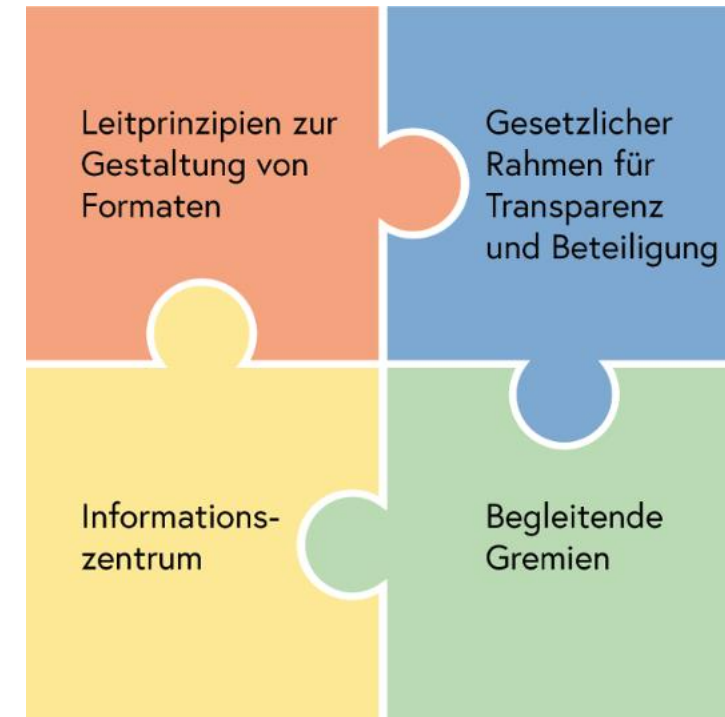 Leitprinzipien zur
Gestaltung von
Formaten
Gesetzlicher
Rahmen für
Transparenz
und Beteiligung
Informations-
zentrum
Begleitende
Gremien